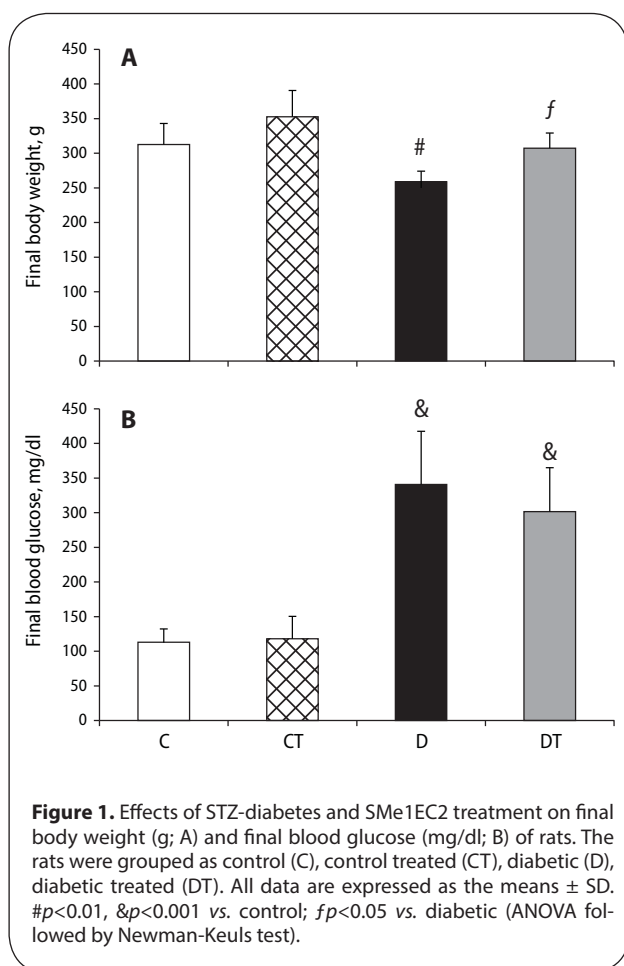 A
450
400
350
300
250
200
150
100
50
0
Final body weight, g
#
ƒ
B
450
400
350
300
250
200
150
100
50
0
Final blood glucose, mg/dl
&
&
C CT D DT
Figure 1. Effects of STZ-diabetes and SMe1EC2 treatment on final
body weight (g; A) and final blood glucose (mg/dl; B) of rats. The
rats were grouped as control (C), control treated (CT), diabetic (D),
diabetic treated (DT). All data are expressed as the means ± SD.
#p<0.01, &p<0.001 vs. control; ƒp<0.05 vs. diabetic (ANOVA fol-
lowed by Newman-Keuls test).